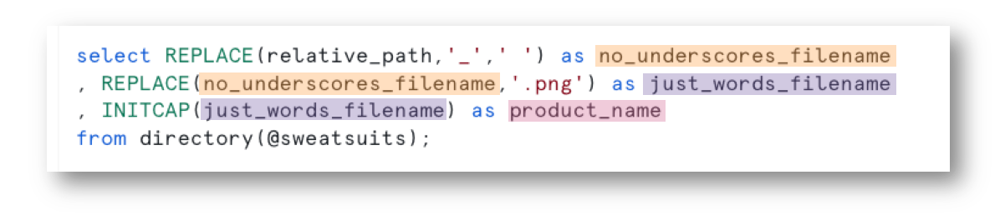 select REPLACE(relative_path,'_',' ') as no_underscores_filename
, REPLACE(no_underscores_filename,'.png') as just_words_filename
, INITCAP(just_words_filename) as product_name
from directory(@sweatsuits);